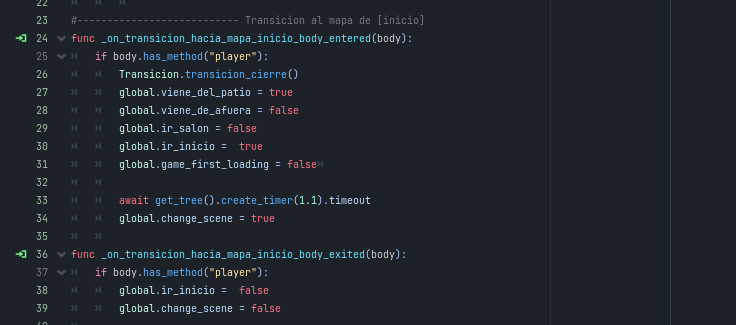 22
23 #--------------------------- Transicion al mapa de [inicio]
24 func _on_transicion_hacia_mapa_inicio_body_entered(body):
25 if body.has_method("player"):
26 Transicion.transicion_cierre()
27 global.viene_del_patio = true
28 global.viene_de_afuera = false
29 global.ir_salon = false
30 global.ir_inicio =  true
31 global.game_first_loading = false
32
33 await get_tree().create_timer(1.1).timeout
34 global.change_scene = true
35
36 func _on_transicion_hacia_mapa_inicio_body_exited(body):
37 if body.has_method("player"):
38 global.ir_inicio =  false
39 global.change_scene = false